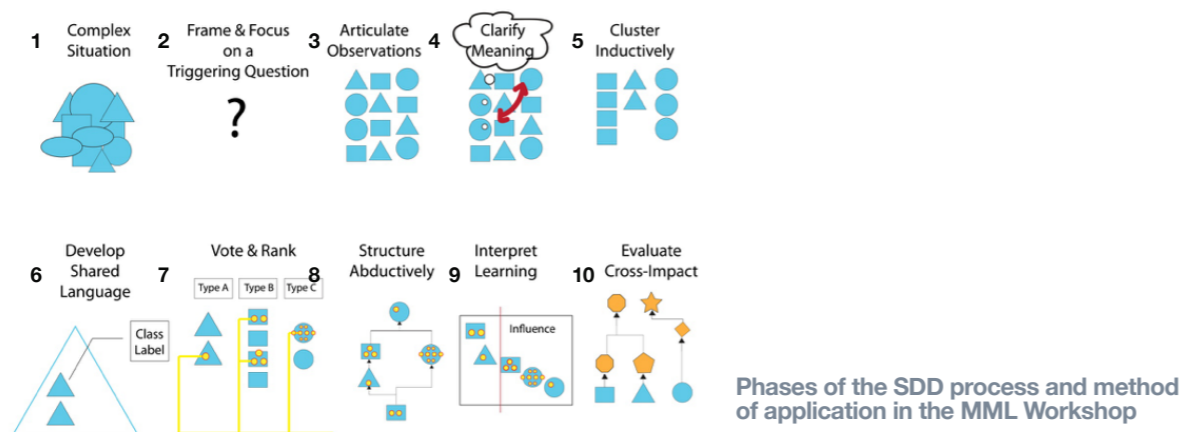 1
Complex
Situation
2
Frame & Focus
on a
Triggering Question
?
3
Articulate
Observations
4
Clarify
Meaning
5
Cluster
Inductively
6
Develop
Shared
Language
Class
Label
7
Vote & Rank
Type A
Type B
Type C
8
Structure
Abductively
9
Interpret
Learning
Influence
10
Evaluate
Cross-Impact
Phases of the SDD process and method
of application in the MML Workshop